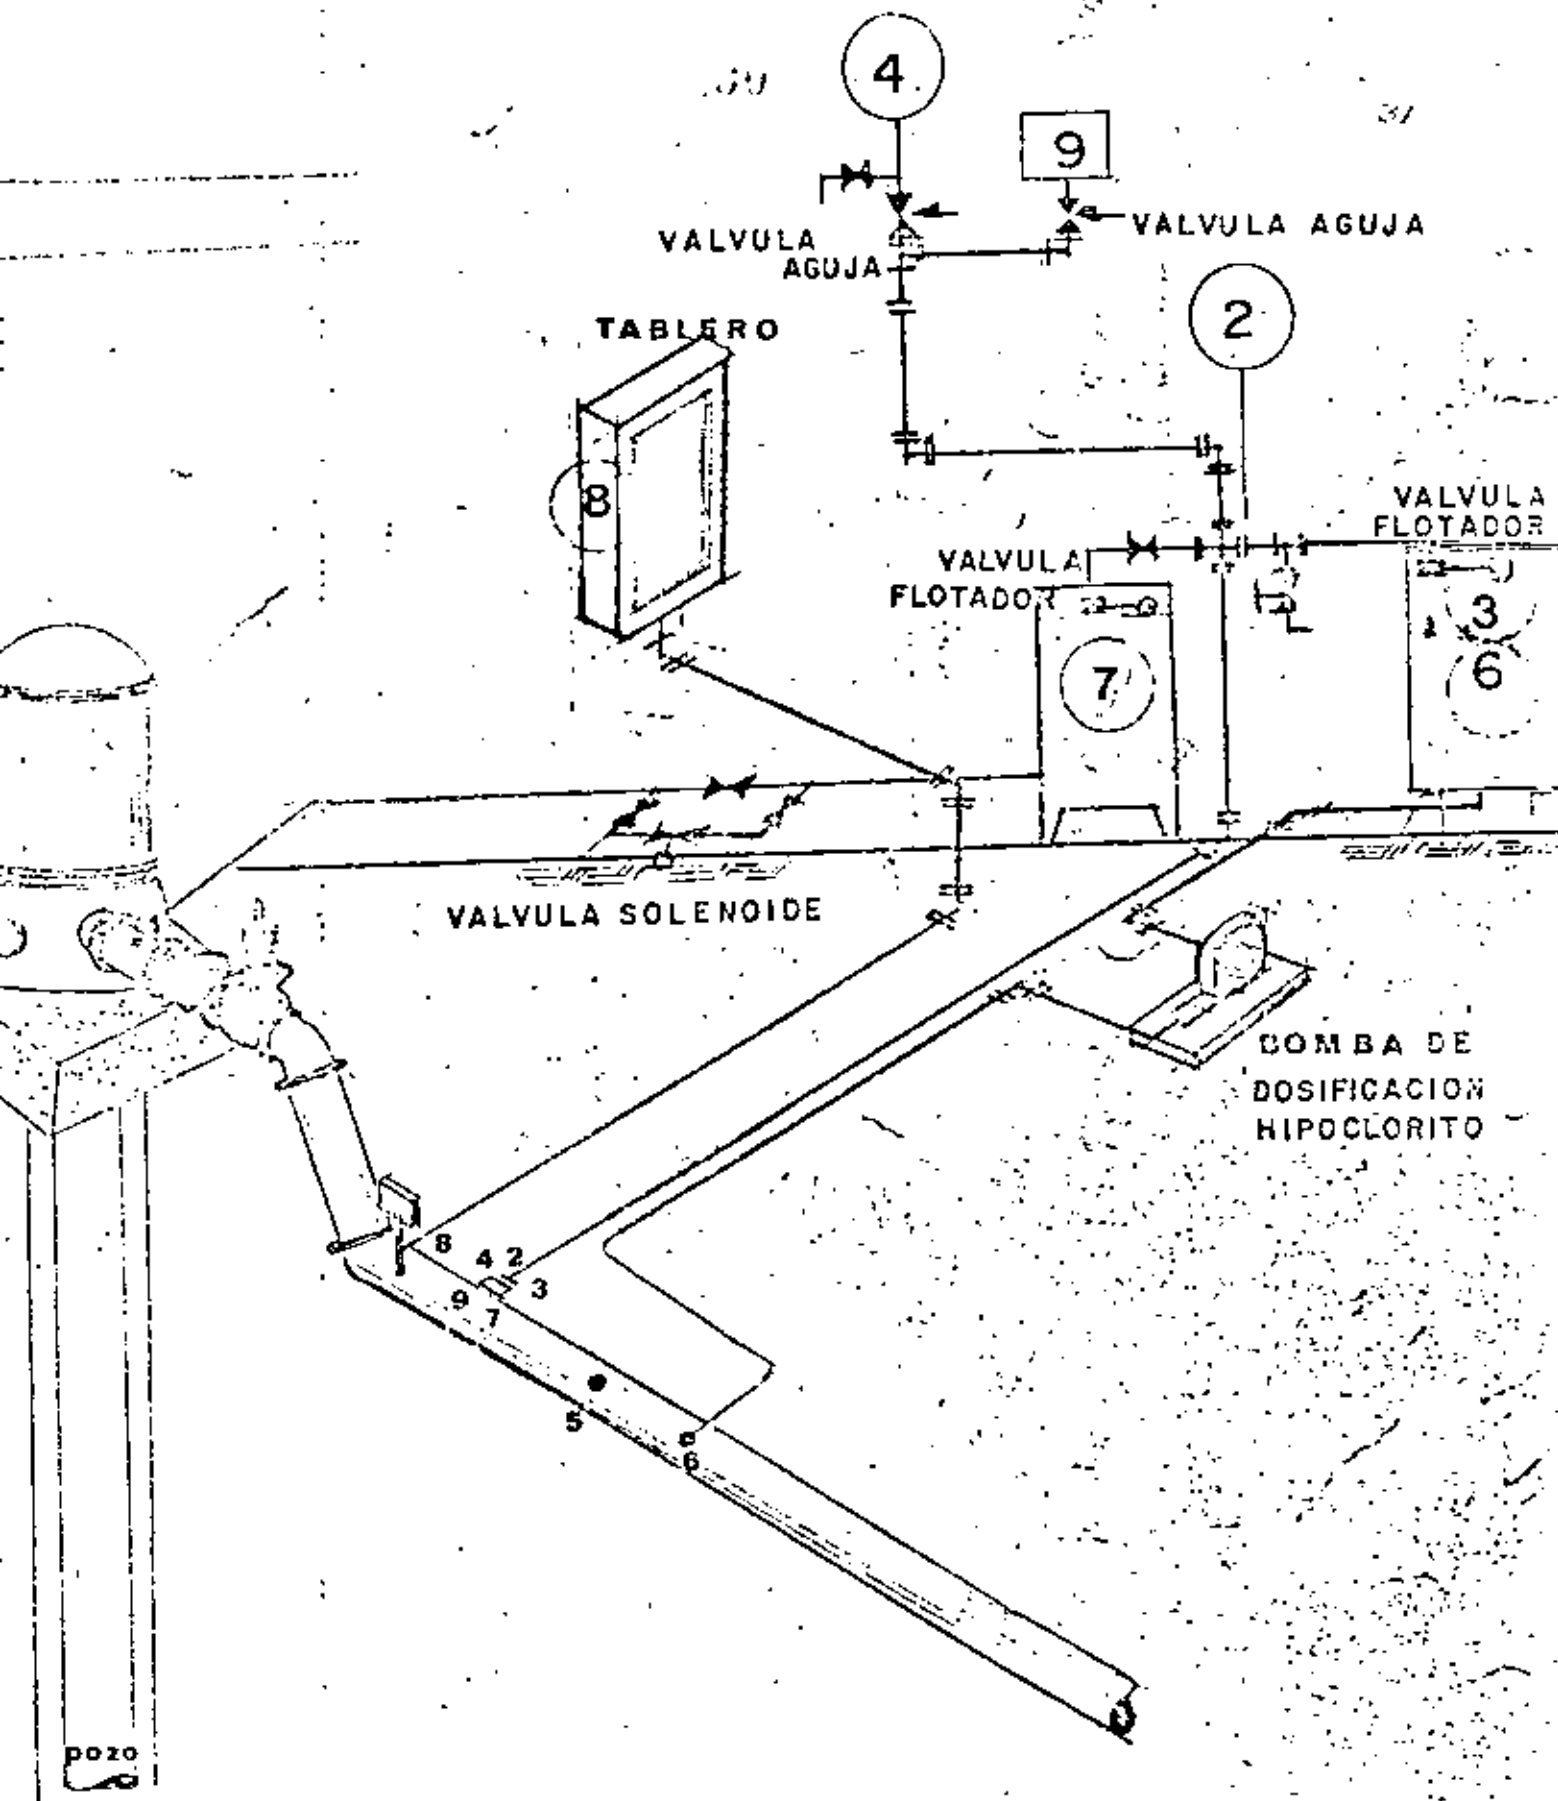 4
9
VALVULA AGUJA
VALVULA
AGUJA
2
TABLERO
8
VALVULA
FLOTADOR
VALVULA
FLOTADOR
3
6
7
VALVULA SOLENOIDE
BOMBA DE
DOSIFICACION
HIPOCLORITO
8
4 2
9 3
7
5
6
POZO